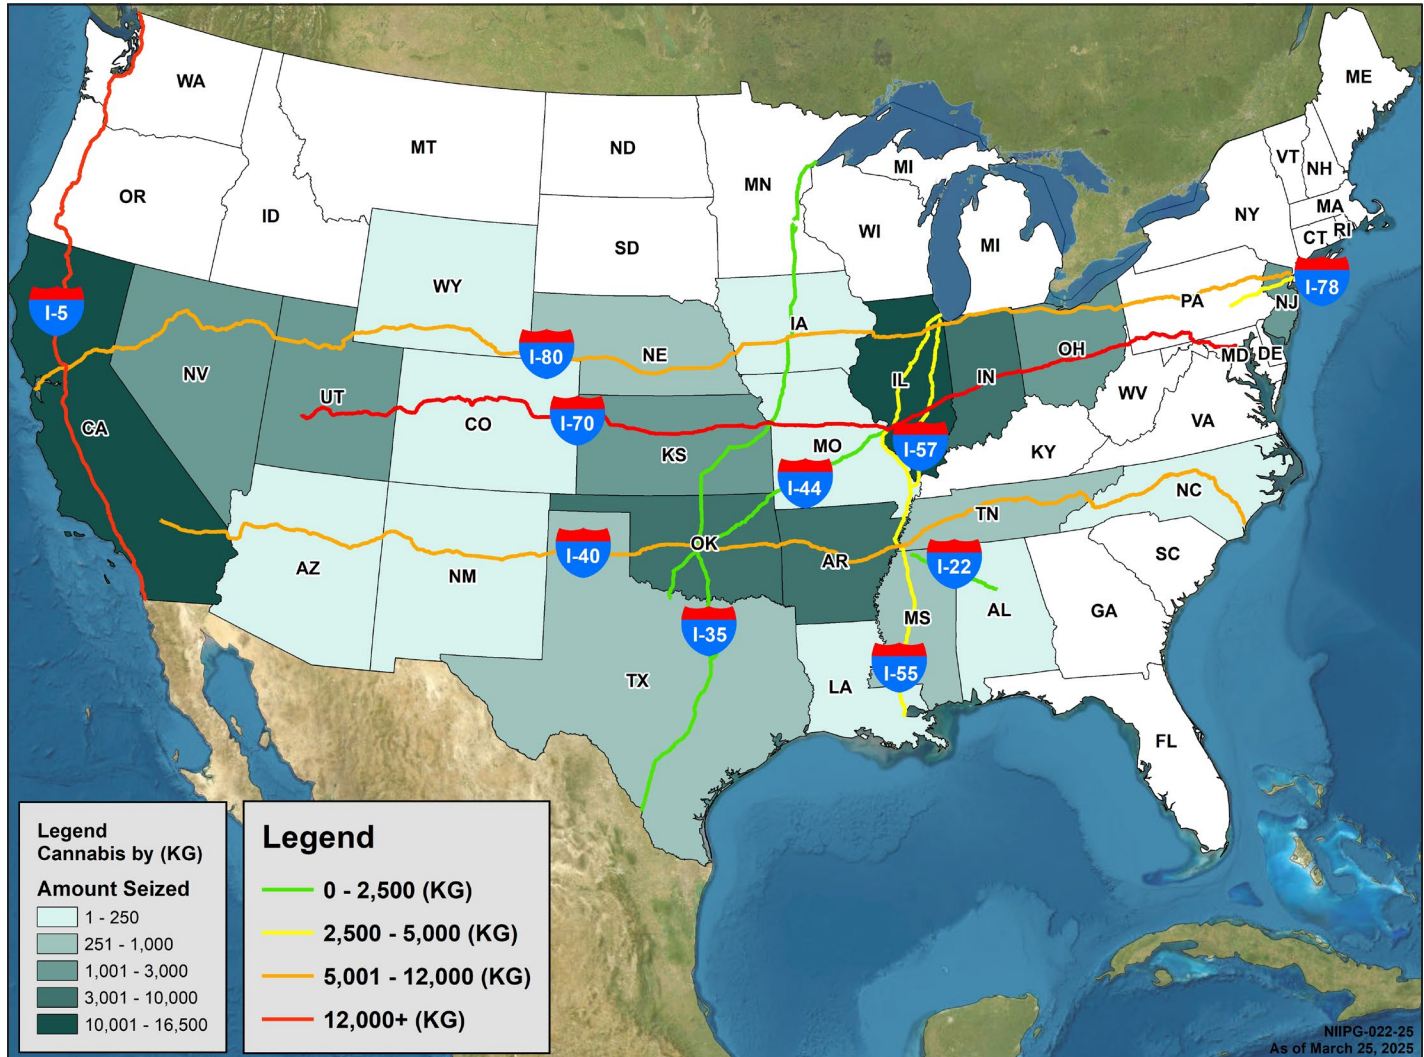 ME
WA
MT
ND
VT
NH
MN
MI
OR
MA
NY
ID
CT
RI
WI
SD
MI
I-78
WY
I-5
PA
NJ
IA
OH
NE
I-80
MD
DE
NV
IN
IL
UT
WV
CO
I-70
VA
CA
MO
I-57
KY
KS
I-44
NC
TN
OK
I-40
SC
AR
I-22
AZ
NM
AL
GA
MS
I-35
I-55
TX
LA
FL
Legend
Cannabis by (KG)
Amount Seized
1 - 250
251 - 1,000
1,001 - 3,000
3,001 - 10,000
10,001 - 16,500
Legend
0 - 2,500 (KG)
2,500 - 5,000 (KG)
5,001 - 12,000 (KG)
12,000+ (KG)
NIIPG-022-25
As of March 25, 2025